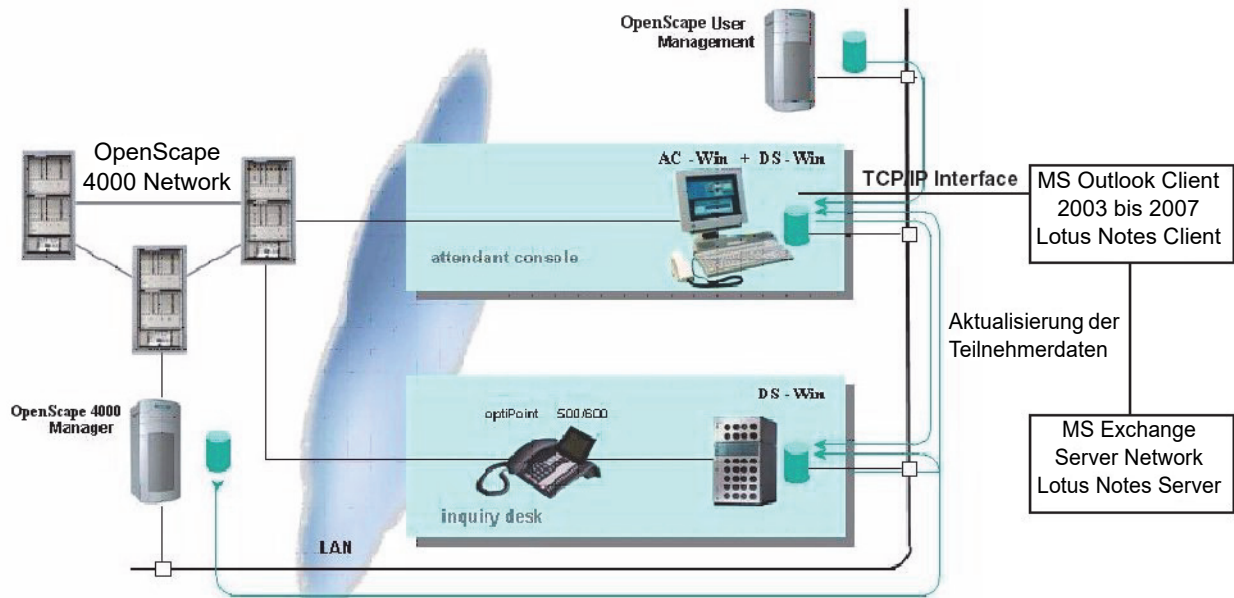 OpenScape User
Management
OpenScape
4000 Network
AC - Win + DS - Win
TCP/IP Interface
MS Outlook Client
2003 bis 2007
Lotus Notes Client
attendant console
Aktualisierung der
Teilnehmerdaten
DS - Win
optiPoint 500/600
OpenScape 4000
Manager
MS Exchange
Server Network
Lotus Notes Server
inquiry desk
LAN